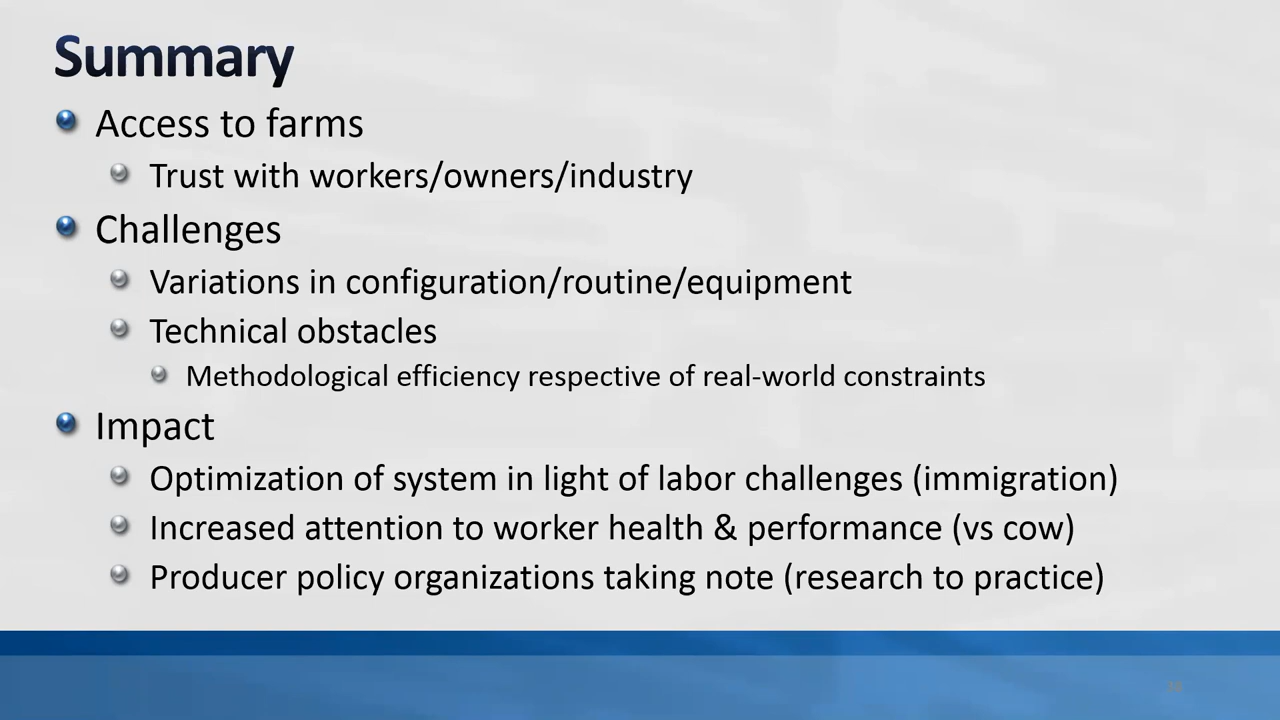 Summary
Access to farms
Trust with workers/owners/industry
Challenges
Variations in configuration/routine/equipment
Technical obstacles
Methodological efficiency respective of real-world constraints
Impact
Optimization of system in light of labor challenges (immigration)
Increased attention to worker health & performance (vs cow)
Producer policy organizations taking note (research to practice)